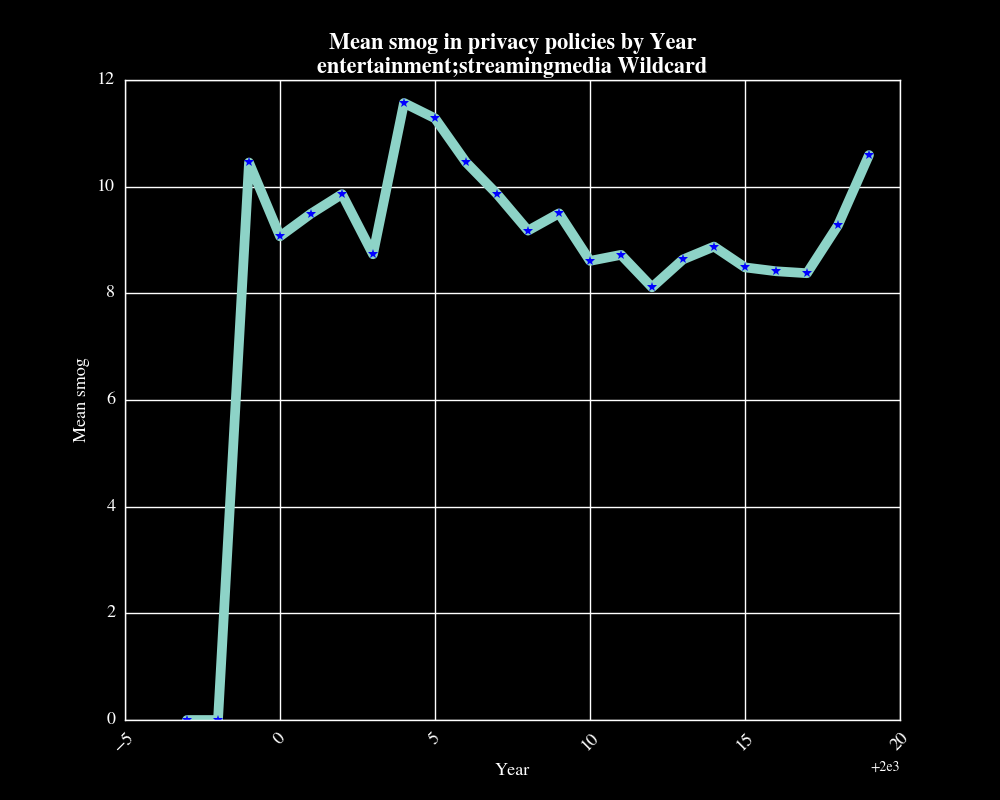 Mean smog in privacy policies by Year
entertainment;streamingmedia Wildcard
12
10
8
6
4
2
0
Mean smog
−5
0
5
10
15
20
Year
+2e3